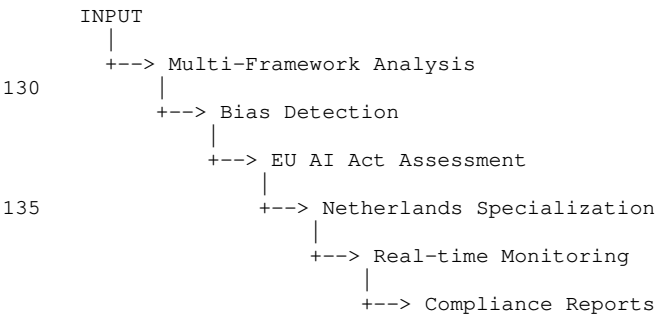 INPUT
|
+--> Multi-Framework Analysis
130 |
+--> Bias Detection
|
+--> EU AI Act Assessment
|
135 +--> Netherlands Specialization
|
+--> Real-time Monitoring
|
+--> Compliance Reports